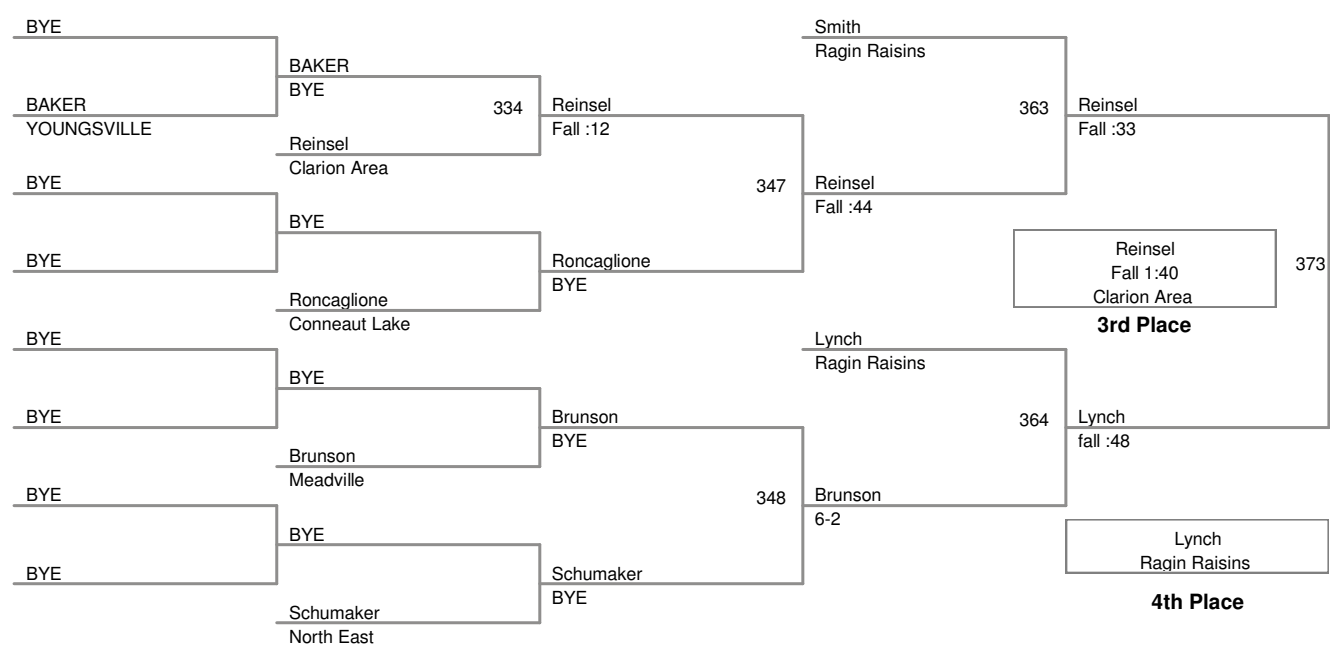 BYE
Smith
Ragin Raisins
BAKER
BYE
BAKER
YOUNGSVILLE
334
Reinsel
Fall :12
363
Reinsel
Fall :33
Reinsel
Clarion Area
BYE
347
Reinsel
Fall :44
BYE
Reinsel
Fall 1:40
Clarion Area
3rd Place
373
BYE
Roncaglione
BYE
Roncaglione
Conneaut Lake
BYE
Lynch
Ragin Raisins
BYE
BYE
Brunson
BYE
364
Lynch
fall :48
Brunson
Meadville
BYE
348
Brunson
6-2
BYE
Lynch
Ragin Raisins
4th Place
BYE
Schumaker
BYE
Schumaker
North East